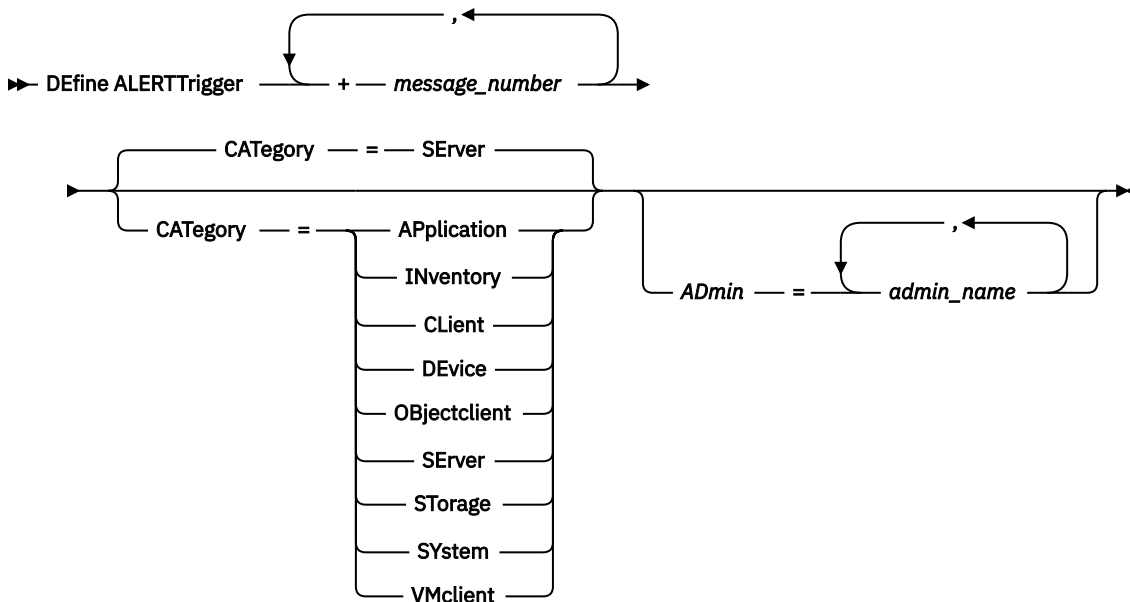 ,
DEfine ALERTTrigger + message_number
CATegory = SErver
CATegory = APplication
INventory
CLient
DEvice
OBjectclient
SErver
STorage
SYstem
VMclient
,
ADmin = admin_name